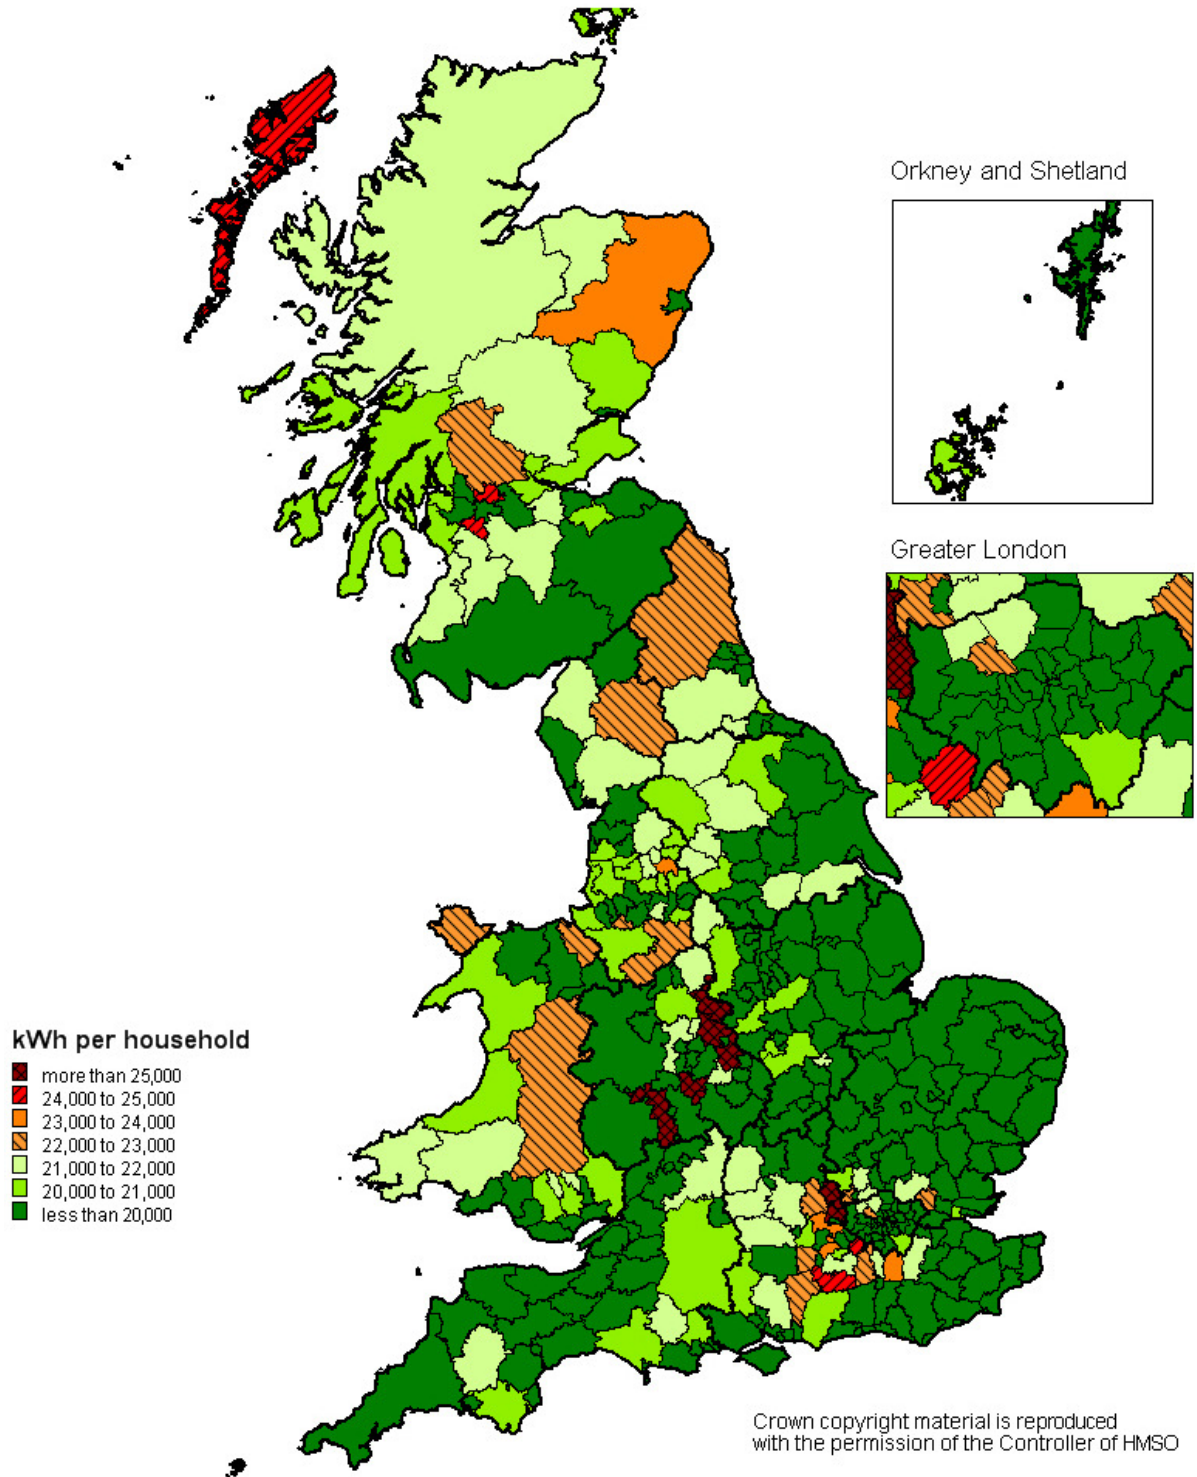 Orkney and Shetland
Greater London
kWh per household
more than 25,000
24,000 to 25,000
23,000 to 24,000
22,000 to 23,000
21,000 to 22,000
20,000 to 21,000
less than 20,000
Crown copyright material is reproduced
with the permission of the Controller of HMSO